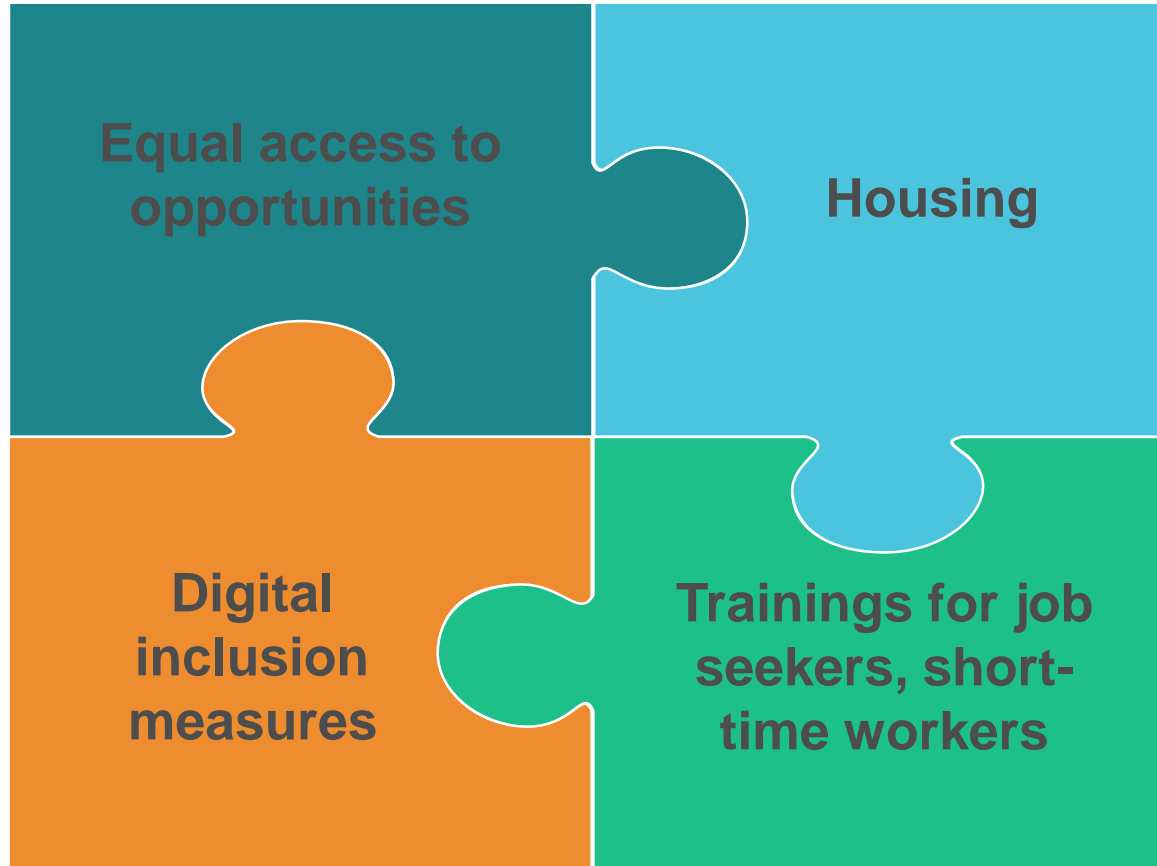 Equal access to
opportunities
Housing
Digital
inclusion
measures
Trainings for job
seekers, short-
time workers